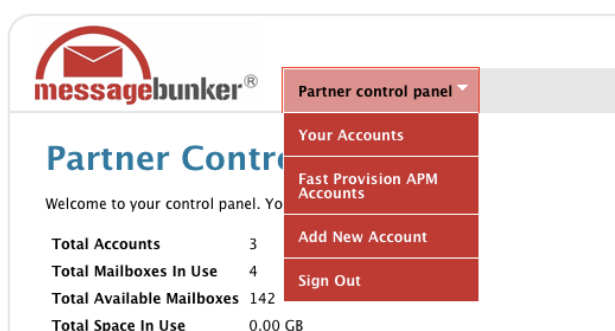 messagebunker®
Partner control panel
Your Accounts
Fast Provision APM
Accounts
Add New Account
Sign Out
Partner Contr
Welcome to your control panel. Yo
Total Accounts 3
Total Mailboxes In Use 4
Total Available Mailboxes 142
Total Space In Use 0.00 GB